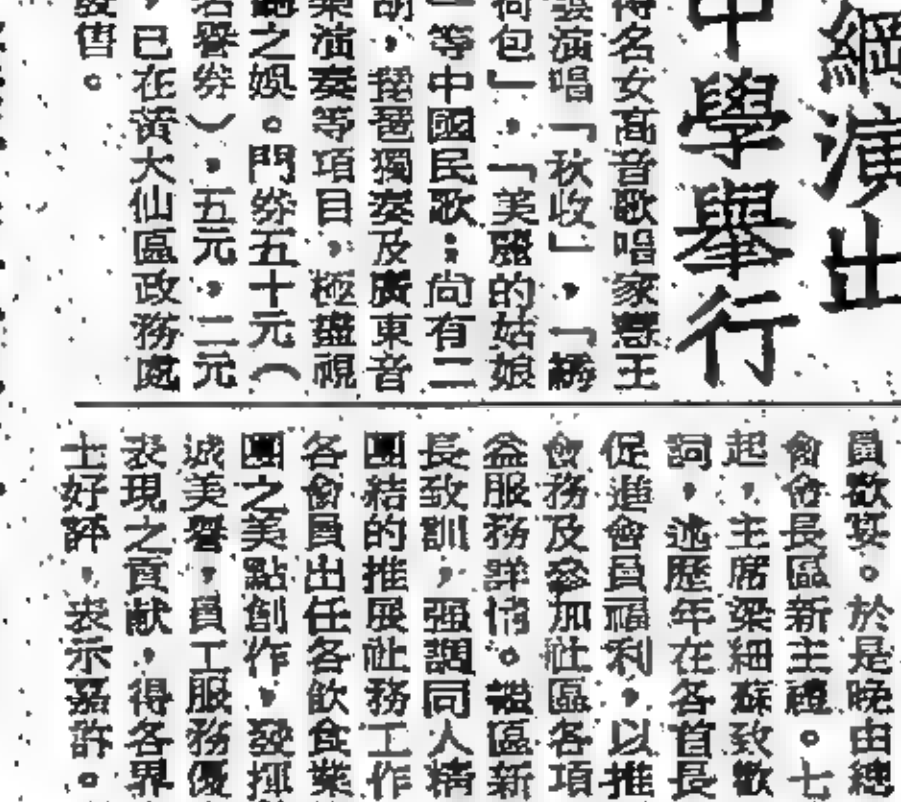 綱演出
中學舉行
得名女高音歌唱家慧王
雲演唱「秋收」，「綉
荷包」，「美麗的姑娘
」等中國民歌；尚有二
胡，琵琶獨奏及廣東音
樂演奏等項目，極盡視
聽之娛。門券五十元（
名譽券），五元，二元
，已在黃大仙區政務處
發售。
員歡宴。於是晚由總
會會長區新主禮。七
起，主席梁細蘇致歡
詞，述歷年在各首長
促進會員福利，以推
會務及參加社區各項
益服務詳情。繼區新
長致訓，强調同人精
團結的推展社務工作
各會員出任各飲食業
團之美點創作，發揮
誠美譽，員工服務優
表現之貢献，得各界
士好評，表示嘉許。